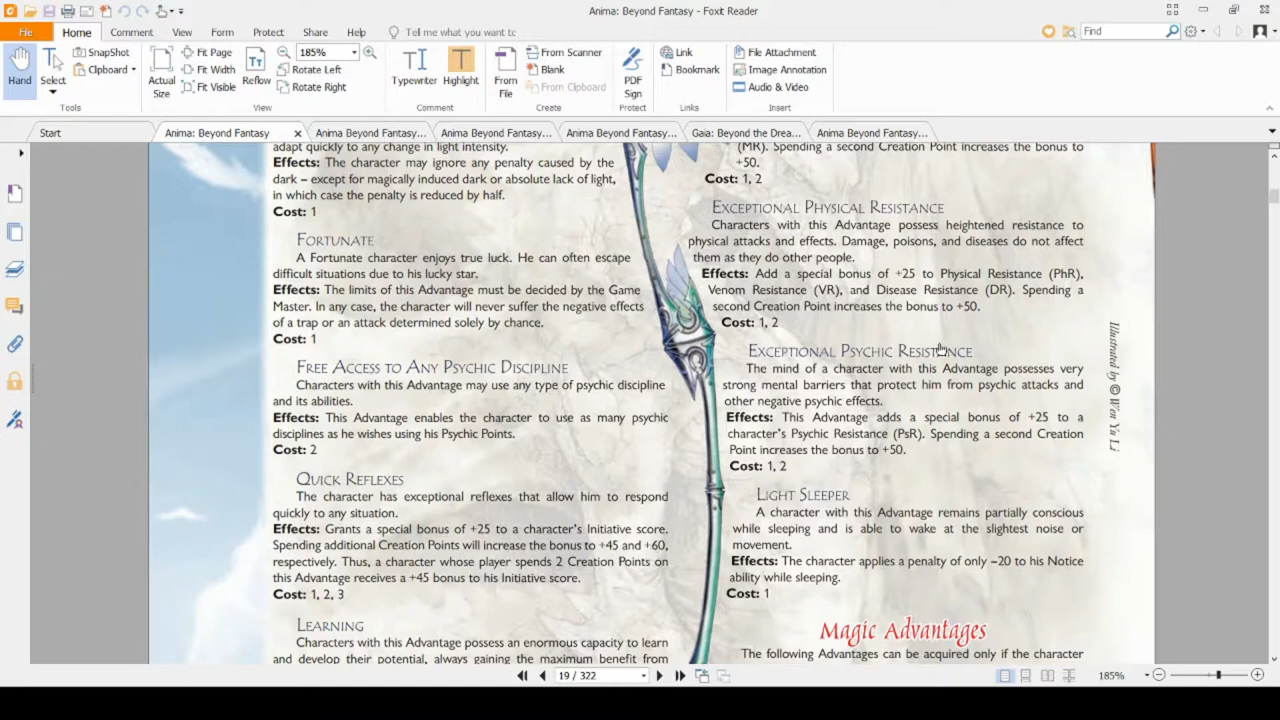 Anima: Beyond Fantasy - Foxit Reader
File
Home
Comment
View
Form
Protect
Share
Help
Tell me what you want tc
Find
Hand
Select
SnapShot
Clipboard
Tools
Actual
Size
Fit Page
Fit Width
Fit Visible
Reflow
185%
Rotate Left
Rotate Right
View
Typewriter
Highlight
Comment
From
File
From Scanner
Blank
From Clipboard
Create
PDF
Sign
Protect
Link
Bookmark
Links
File Attachment
Image Annotation
Audio & Video
Insert
Start
Anima: Beyond Fantasy
Anima Beyond Fantasy...
Anima Beyond Fantasy...
Anima Beyond Fantasy...
Gaia: Beyond the Drea...
Anima Beyond Fantasy...
adapt quickly to any change in light intensity.
Effects: The character may ignore any penalty caused by the
dark – except for magically induced dark or absolute lack of light,
in which case the penalty is reduced by half.
Cost: 1
Fortunate
A Fortunate character enjoys true luck. He can often escape
difficult situations due to his lucky star.
Effects: The limits of this Advantage must be decided by the Game
Master. In any case, the character will never suffer the negative effects
of a trap or an attack determined solely by chance.
Cost: 1
Free Access to Any Psychic Discipline
Characters with this Advantage may use any type of psychic discipline
and its abilities.
Effects: This Advantage enables the character to use as many psychic
disciplines as he wishes using his Psychic Points.
Cost: 2
Quick Reflexes
The character has exceptional reflexes that allow him to respond
quickly to any situation.
Effects: Grants a special bonus of +25 to a character's Initiative score.
Spending additional Creation Points will increase the bonus to +45 and +60,
respectively. Thus, a character whose player spends 2 Creation Points on
this Advantage receives a +45 bonus to his Initiative score.
Cost: 1, 2, 3
Learning
Characters with this Advantage possess an enormous capacity to learn
and develop their potential, always gaining the maximum benefit from
(MR). Spending a second Creation Point increases the bonus to
+50.
Cost: 1, 2
Exceptional Physical Resistance
Characters with this Advantage possess heightened resistance to
physical attacks and effects. Damage, poisons, and diseases do not affect
them as they do other people.
Effects: Add a special bonus of +25 to Physical Resistance (PhR),
Venom Resistance (VR), and Disease Resistance (DR). Spending a
second Creation Point increases the bonus to +50.
Cost: 1, 2
Exceptional Psychic Resistance
The mind of a character with this Advantage possesses very
strong mental barriers that protect him from psychic attacks and
other negative psychic effects.
Effects: This Advantage adds a special bonus of +25 to a
character's Psychic Resistance (PsR). Spending a second Creation
Point increases the bonus to +50.
Cost: 1, 2
Light Sleeper
A character with this Advantage remains partially conscious
while sleeping and is able to wake at the slightest noise or
movement.
Effects: The character applies a penalty of only –20 to his Notice
ability while sleeping.
Cost: 1
Magic Advantages
The following Advantages can be acquired only if the character
Illustrated by © Wen Yu Li
19 / 322
185%